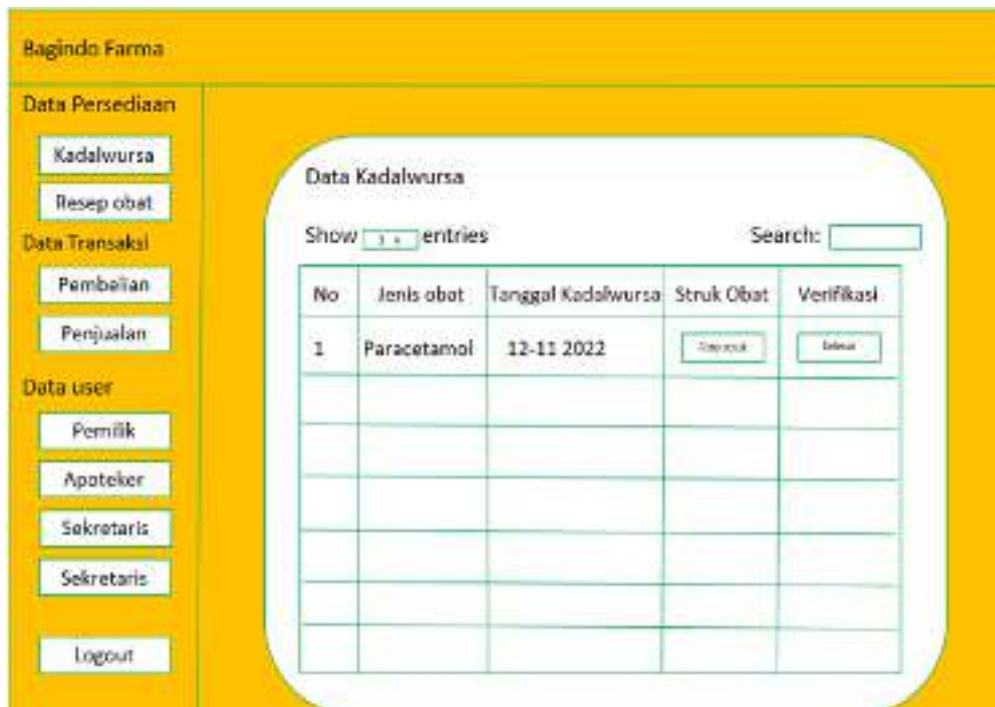 Bagindo Farma
Data Persediaan
Kadalwursa
Resep obat
Data Transaksi
Pembelian
Penjualan
Data user
Pemilik
Apoteker
Sekretaris
Sekretaris
Logout
Data Kadalwursa
Show entries Search:
No Jenis obat Tanggal Kadalwursa Struk Obat Verifikasi
1 Paracetamol 12-11 2022